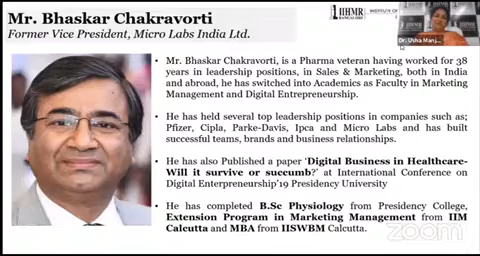 Mr. Bhaskar Chakravorti
Former Vice President, Micro Labs India Ltd.
IIHMR
BANGALORE
INSTITUTE OF
Dr. Usha Manj...
• Mr. Bhaskar Chakravorti, is a Pharma veteran having worked for 38
years in leadership positions, in Sales & Marketing, both in India
and abroad, he has switched into Academics as Faculty in Marketing
Management and Digital Entrepreneurship.
• He has held several top leadership positions in companies such as;
Pfizer, Cipla, Parke-Davis, Ipca and Micro Labs and has built
successful teams, brands and business relationships.
• He has also Published a paper ‘Digital Business in Healthcare-
Will it survive or succumb?’ at International Conference on
Digital Enterpreneurship’19 Presidency University
• He has completed B.Sc Physiology from Presidency College,
Extension Program in Marketing Management from IIM
Calcutta and MBA from IISWBM Calcutta.
zoom